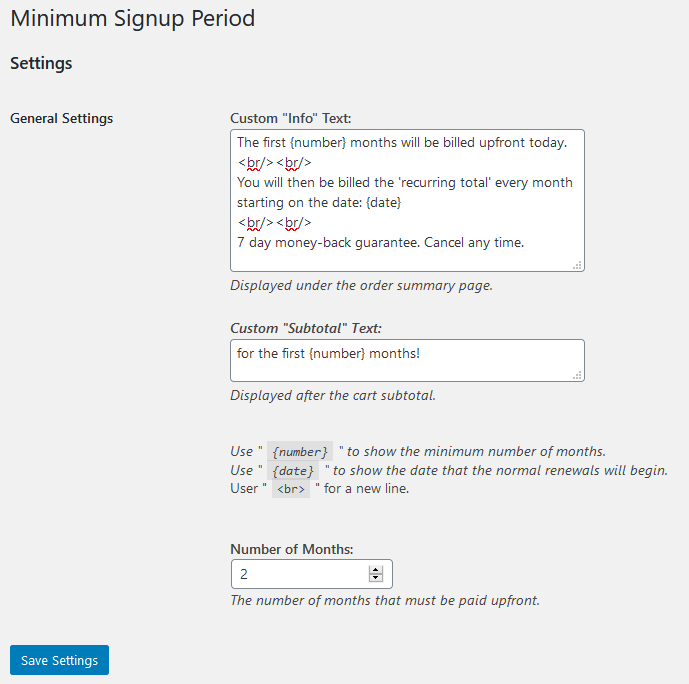 Minimum Signup Period
Settings
General Settings
Custom "Info" Text:
The first {number} months will be billed upfront today.
<br/><br/>
You will then be billed the 'recurring total' every month
starting on the date: {date}
<br/><br/>
7 day money-back guarantee. Cancel any time.
Displayed under the order summary page.
Custom "Subtotal" Text:
for the first {number} months!
Displayed after the cart subtotal.
Use " {number} " to show the minimum number of months.
Use " {date} " to show the date that the normal renewals will begin.
User " <br> " for a new line.
Number of Months:
2
The number of months that must be paid upfront.
Save Settings